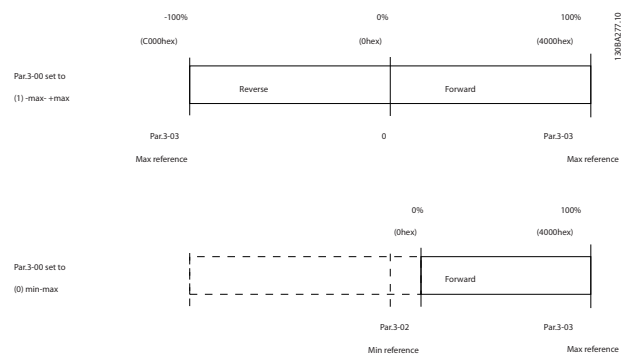 -100% 0% 100%
(C000hex) (0hex) (4000hex)
130BA277.10
Par.3-00 set to
(1) -max- +max
Reverse Forward
Par.3-03 0 Par.3-03
Max reference Max reference
0% 100%
(0hex) (4000hex)
Par.3-00 set to
(0) min-max
Forward
Par.3-02 Par.3-03
Min reference Max reference